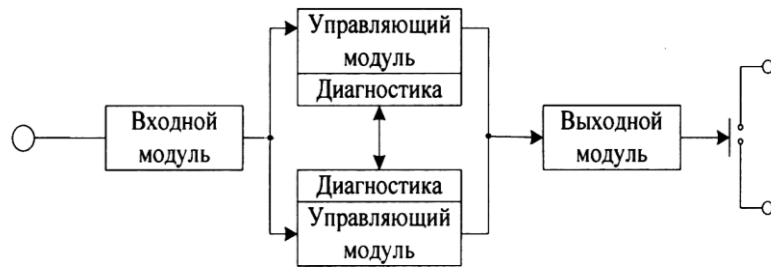 Управляющий
модуль
Диагностика
Входной
модуль
Выходной
модуль
Диагностика
Управляющий
модуль